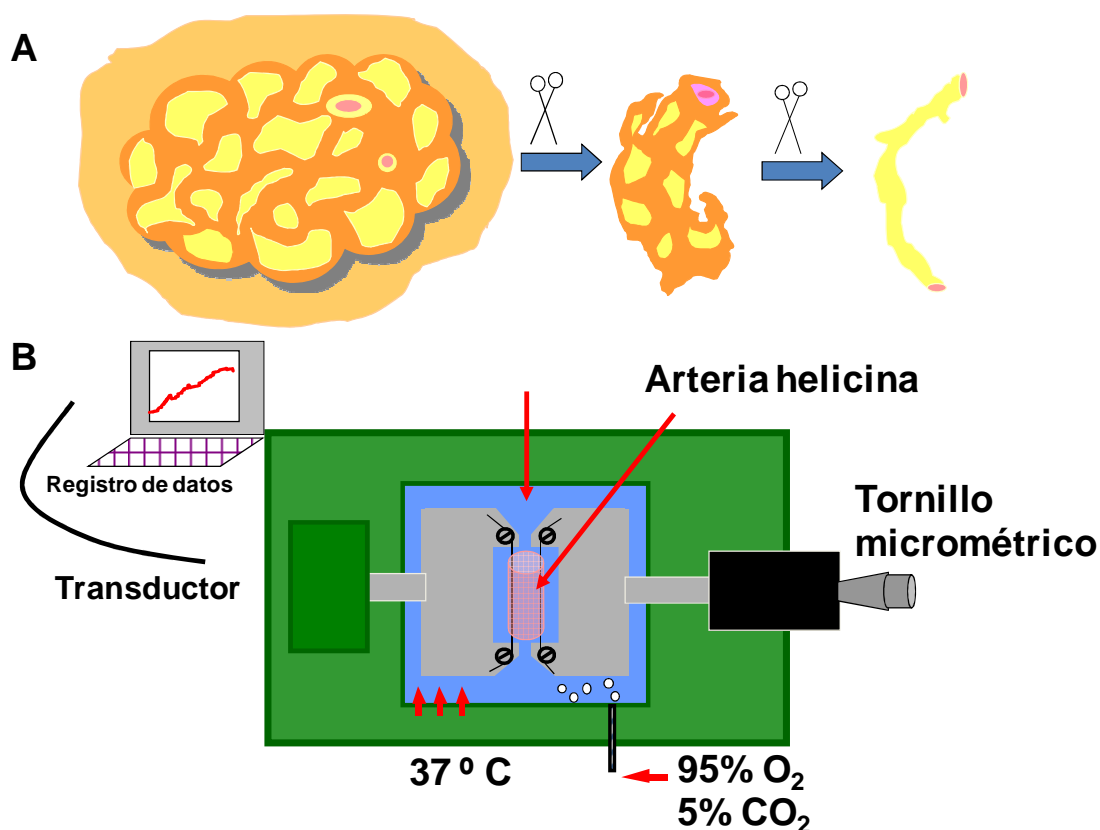 A
B
Arteria helicina
Registro de datos
Tornillo
micrométrico
Transductor
37 º C
95% O₂
5% CO₂